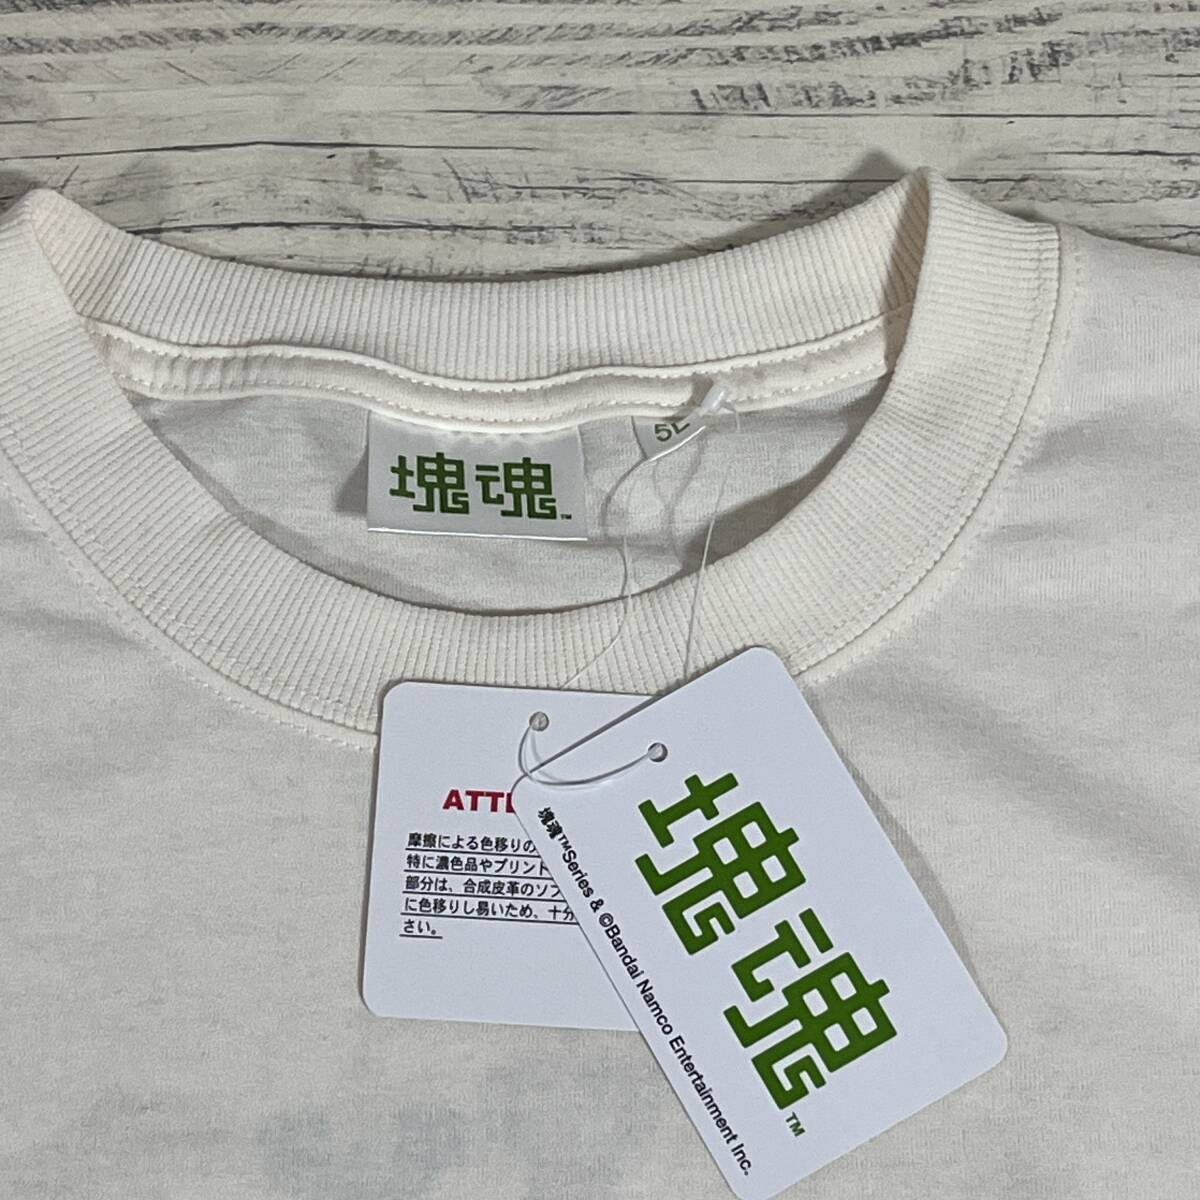 塊魂™
5L
ATTE
摩擦による色移りの
特に濃色品やプリント
部分は、合成皮革のソフ
に色移りし易いため、十分
さい。
塊魂™Series & ©Bandai Namco Entertainment Inc.
塊魂™